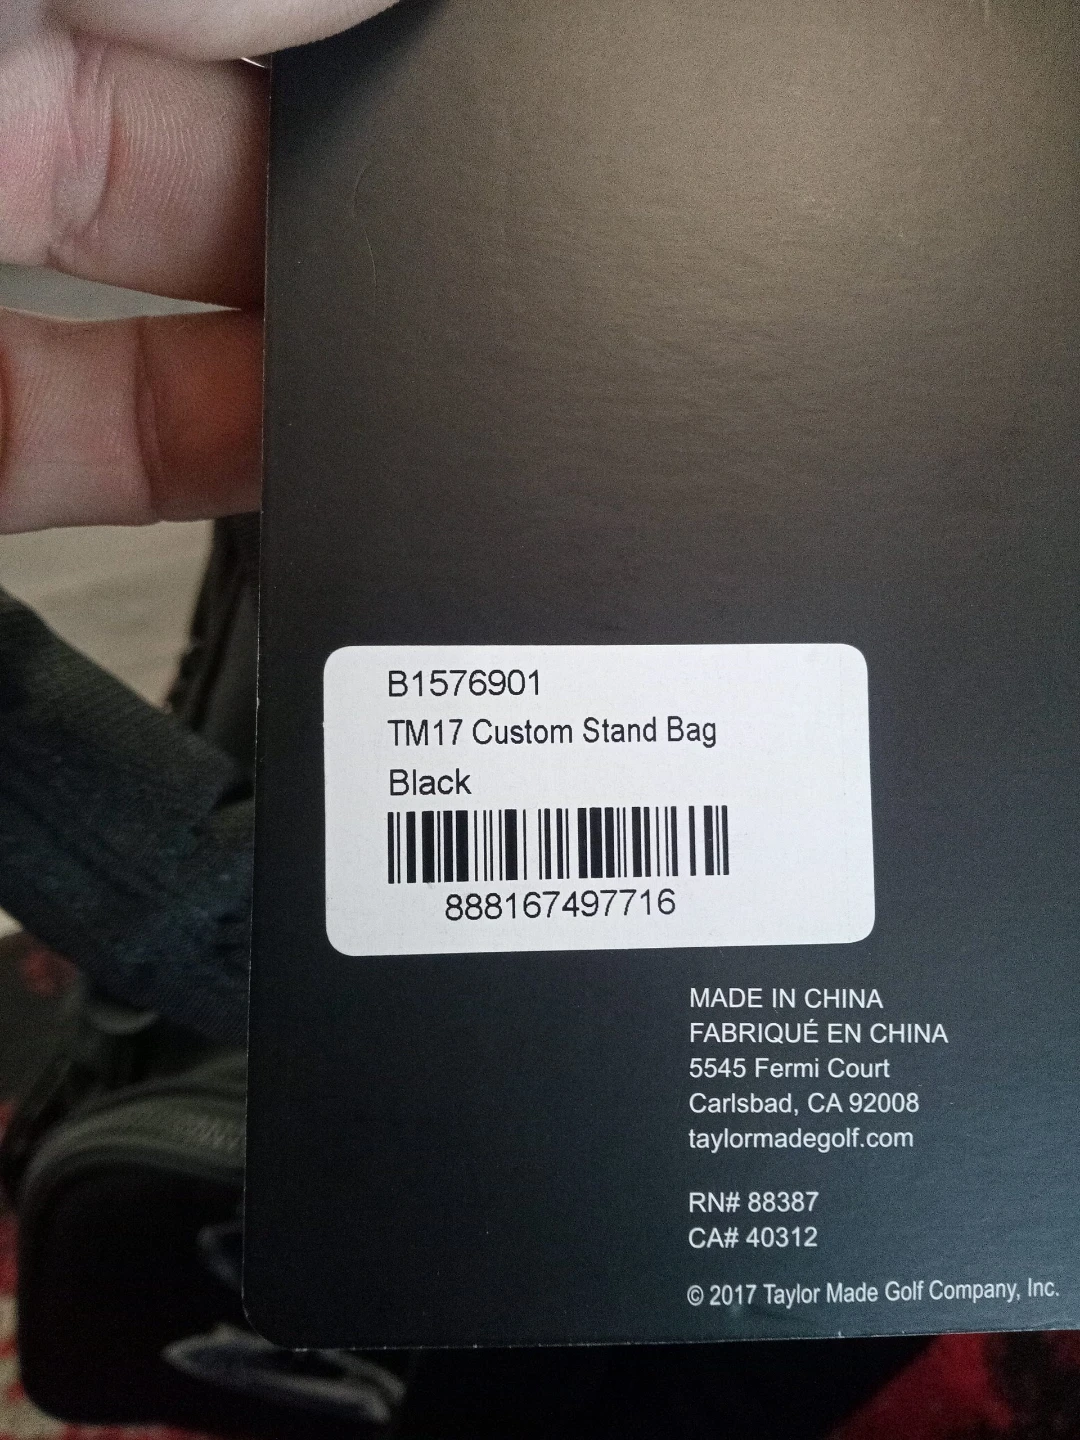 B1576901
TM17 Custom Stand Bag
Black
888167497716
MADE IN CHINA
FABRIQUÉ EN CHINA
5545 Fermi Court
Carlsbad, CA 92008
taylormadegolf.com
RN# 88387
CA# 40312
© 2017 Taylor Made Golf Company, Inc.